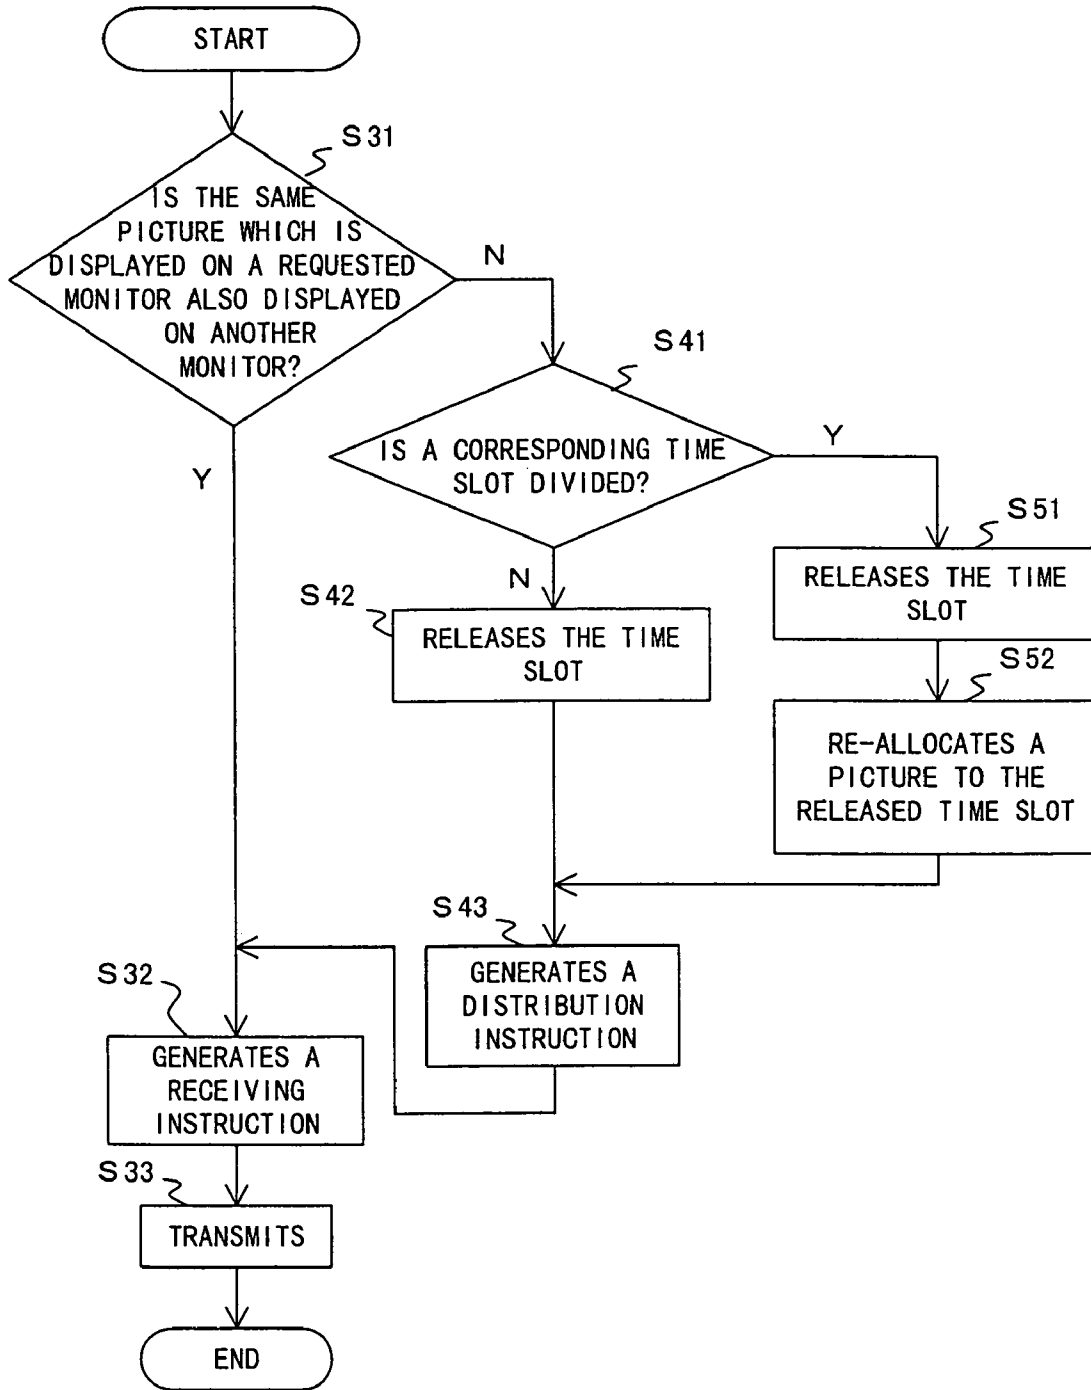 START
S31
IS THE SAME
PICTURE WHICH IS
DISPLAYED ON A REQUESTED
MONITOR ALSO DISPLAYED
ON ANOTHER
MONITOR?
N
Y
S41
IS A CORRESPONDING TIME
SLOT DIVIDED?
Y
N
S51
RELEASES THE TIME
SLOT
S42
RELEASES THE TIME
SLOT
S52
RE-ALLOCATES A
PICTURE TO THE
RELEASED TIME SLOT
S43
GENERATES A
DISTRIBUTION
INSTRUCTION
S32
GENERATES A
RECEIVING
INSTRUCTION
S33
TRANSMITS
END